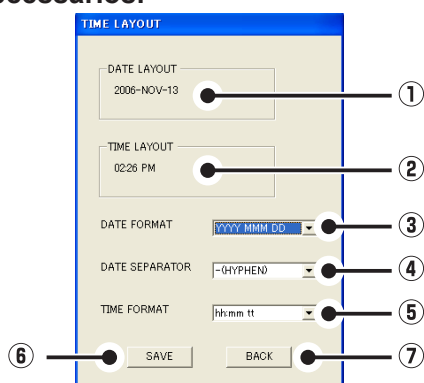 TIME LAYOUT
DATE LAYOUT
2006-NOV-13
①
TIME LAYOUT
02:26 PM
②
DATE FORMAT
YYYY MMM DD
③
DATE SEPARATOR
-(HYPHEN)
④
TIME FORMAT
hh:mm tt
⑤
⑥
SAVE
BACK
⑦